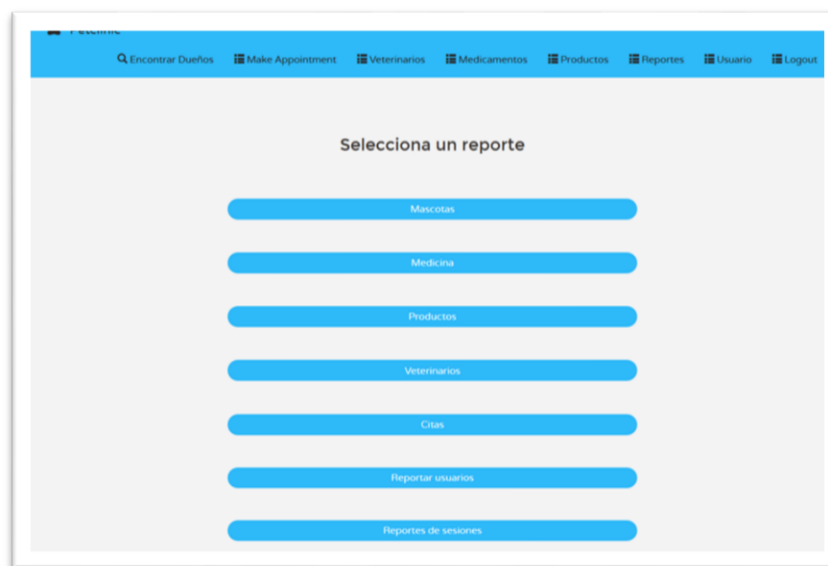 Petclinic
Encontrar Dueños Make Appointment Veterinarios Medicamentos Productos Reportes Usuario Logout
Selecciona un reporte
Mascotas
Medicina
Productos
Veterinarios
Citas
Reportar usuarios
Reportes de sesiones